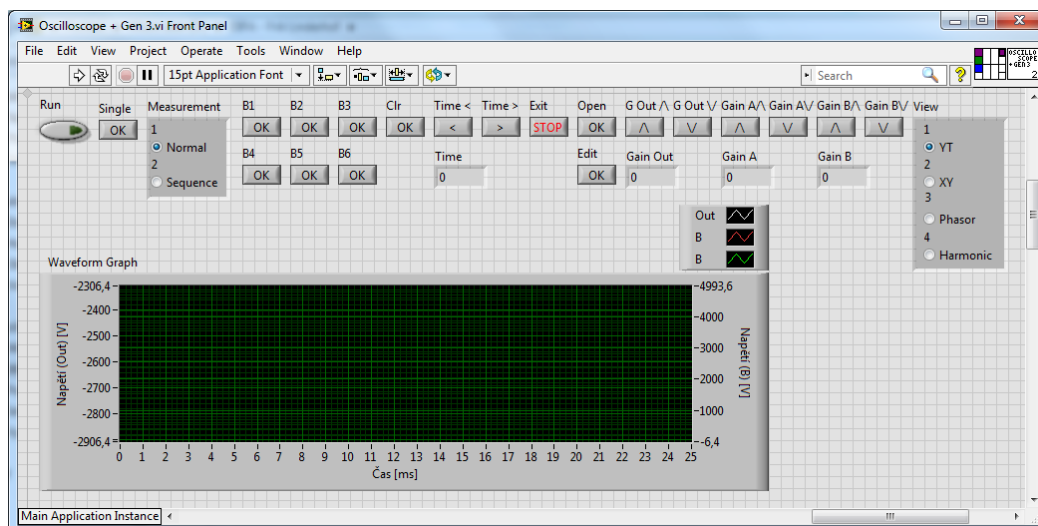 Oscilloscope + Gen 3.vi Front Panel
File Edit View Project Operate Tools Window Help
15pt Application Font
Search
?
OSCILLO
SCOPE
+GEN3
2
Run Single Measurement B1 B2 B3 Clr Time < Time > Exit Open G Out /\ G Out \/ Gain A/\ Gain A\/ Gain B/\ Gain B\/ View
OK 1 OK OK OK OK < > STOP OK /\ \/ /\ \/ /\ \/ 1
Normal YT
2 B4 B5 B6 Time Edit Gain Out Gain A Gain B 2
Sequence OK OK OK 0 OK 0 0 0 XY
3
Phasor
4
Harmonic
Out
B
B
Waveform Graph
Napětí (Out) [V]
-2306,4
-2400
-2500
-2600
-2700
-2800
-2906,4
4993,6
4000
3000
2000
1000
-6,4
Napětí (B) [V]
0 1 2 3 4 5 6 7 8 9 10 11 12 13 14 15 16 17 18 19 20 21 22 23 24 25
Čas [ms]
Main Application Instance